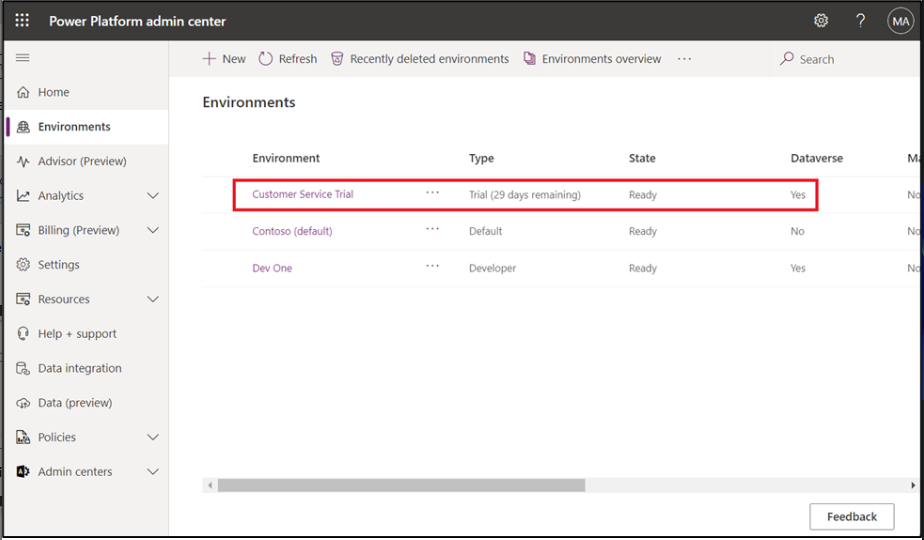 Power Platform admin center
?
MA
New Refresh Recently deleted environments Environments overview ... Search
Home
Environments
Advisor (Preview)
Analytics
Billing (Preview)
Settings
Resources
Help + support
Data integration
Data (preview)
Policies
Admin centers
Environments
Environment Type State Dataverse Ma
Customer Service Trial ... Trial (29 days remaining) Ready Yes No
Contoso (default) ... Default Ready No No
Dev One ... Developer Ready Yes No
Feedback